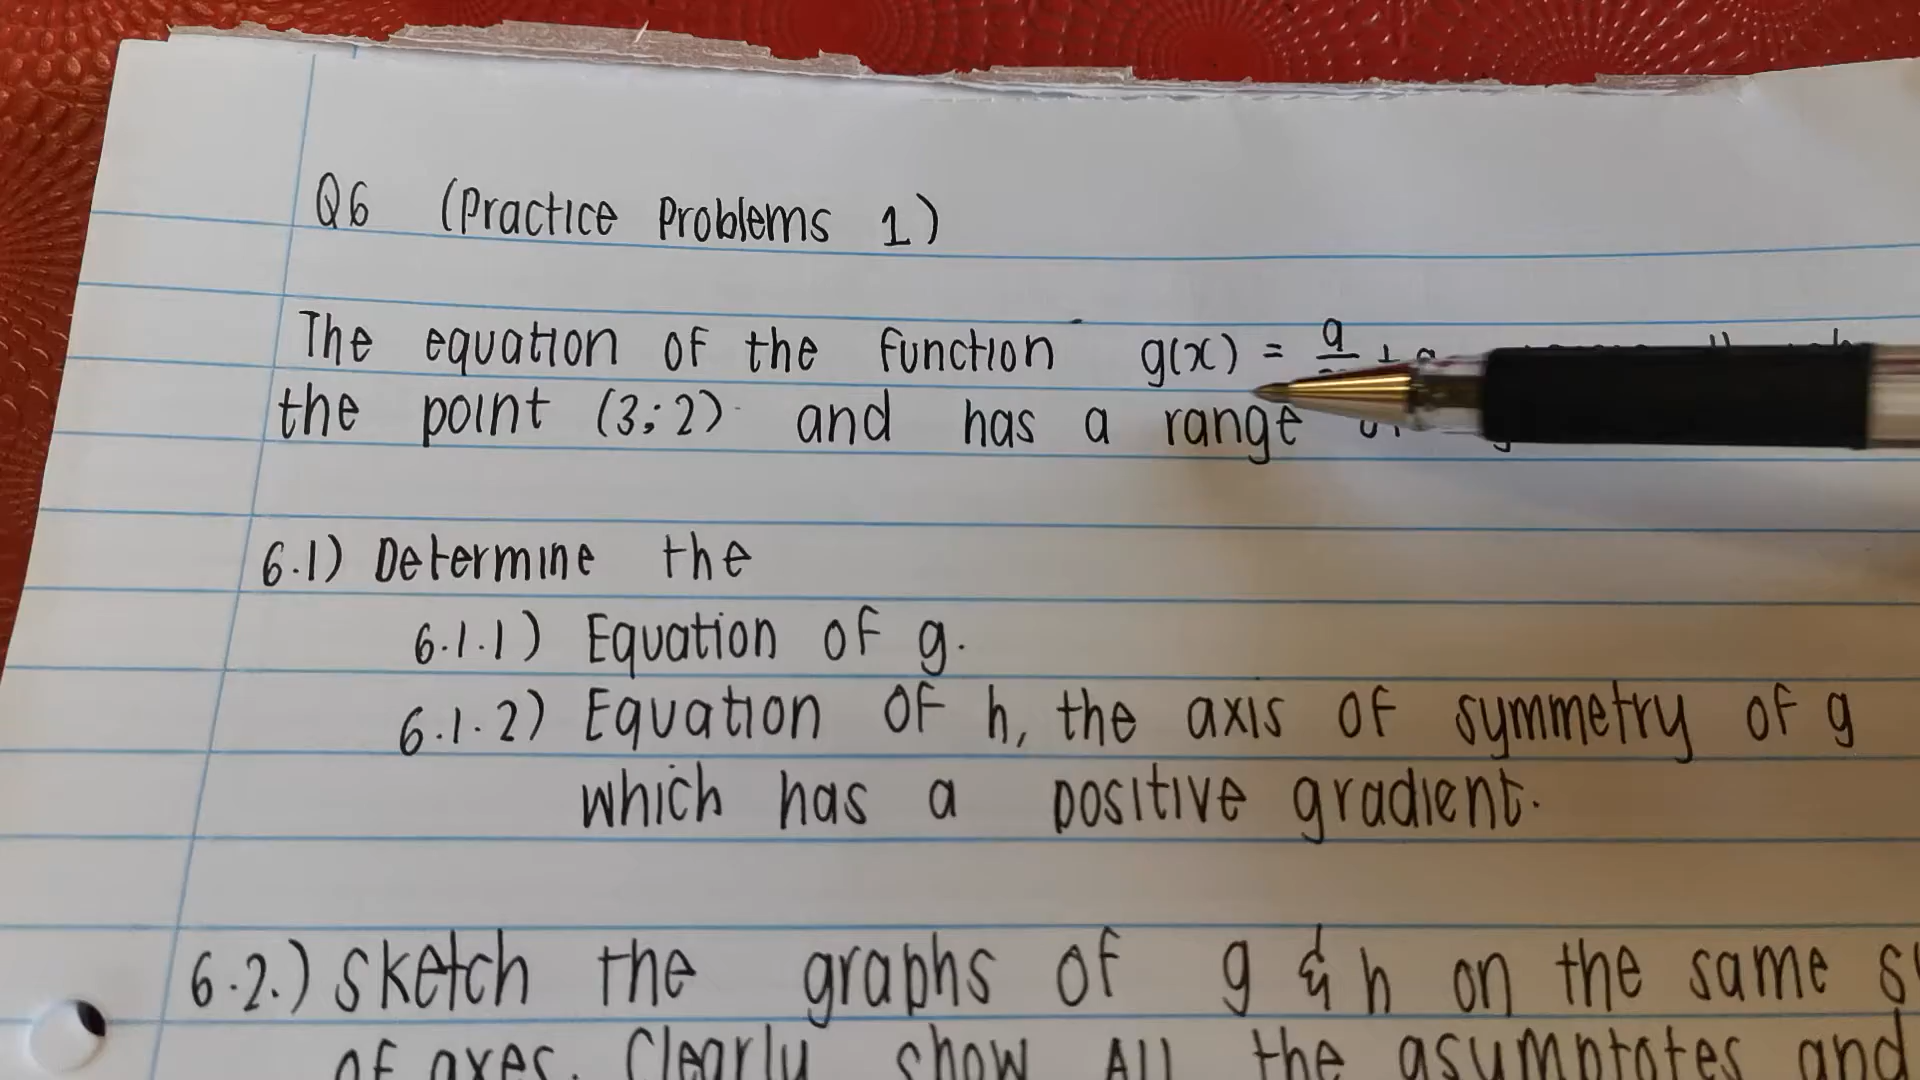 Q6 (Practice Problems 1)
The equation of the function g(x) = a
the point (3;2) and has a range
6.1) Determine the
6.1.1) Equation of g.
6.1.2) Equation of h, the axis of symmetry of g
which has a positive gradient.
6.2.) Sketch the graphs of g & h on the same
of axes. Clearly show All the asymptotes and